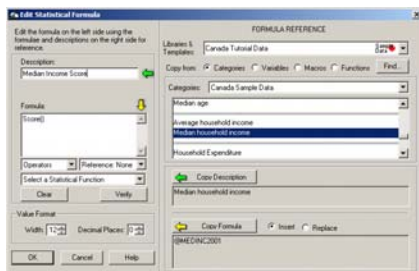 Edit Statistical Formula
Edit the formula on the left side using the
formulae and descriptions on the right side for
reference.
Description:
Median Income Score
Formula:
Score()
Operators
Reference: None
Select a Statistical Function
Clear
Verify
Value Format
Width: 12
Decimal Places: 0
OK
Cancel
Help
FORMULA REFERENCE
Libraries &
Templates:
Canada Tutorial Data
Copy from:
Categories
Variables
Macros
Functions
Find...
Categories:
Canada Sample Data
Median age
Average household income
Median household income
Household Expenditure
Copy Description
Median household income
Copy Formula
Insert
Replace
@MEDINC2001